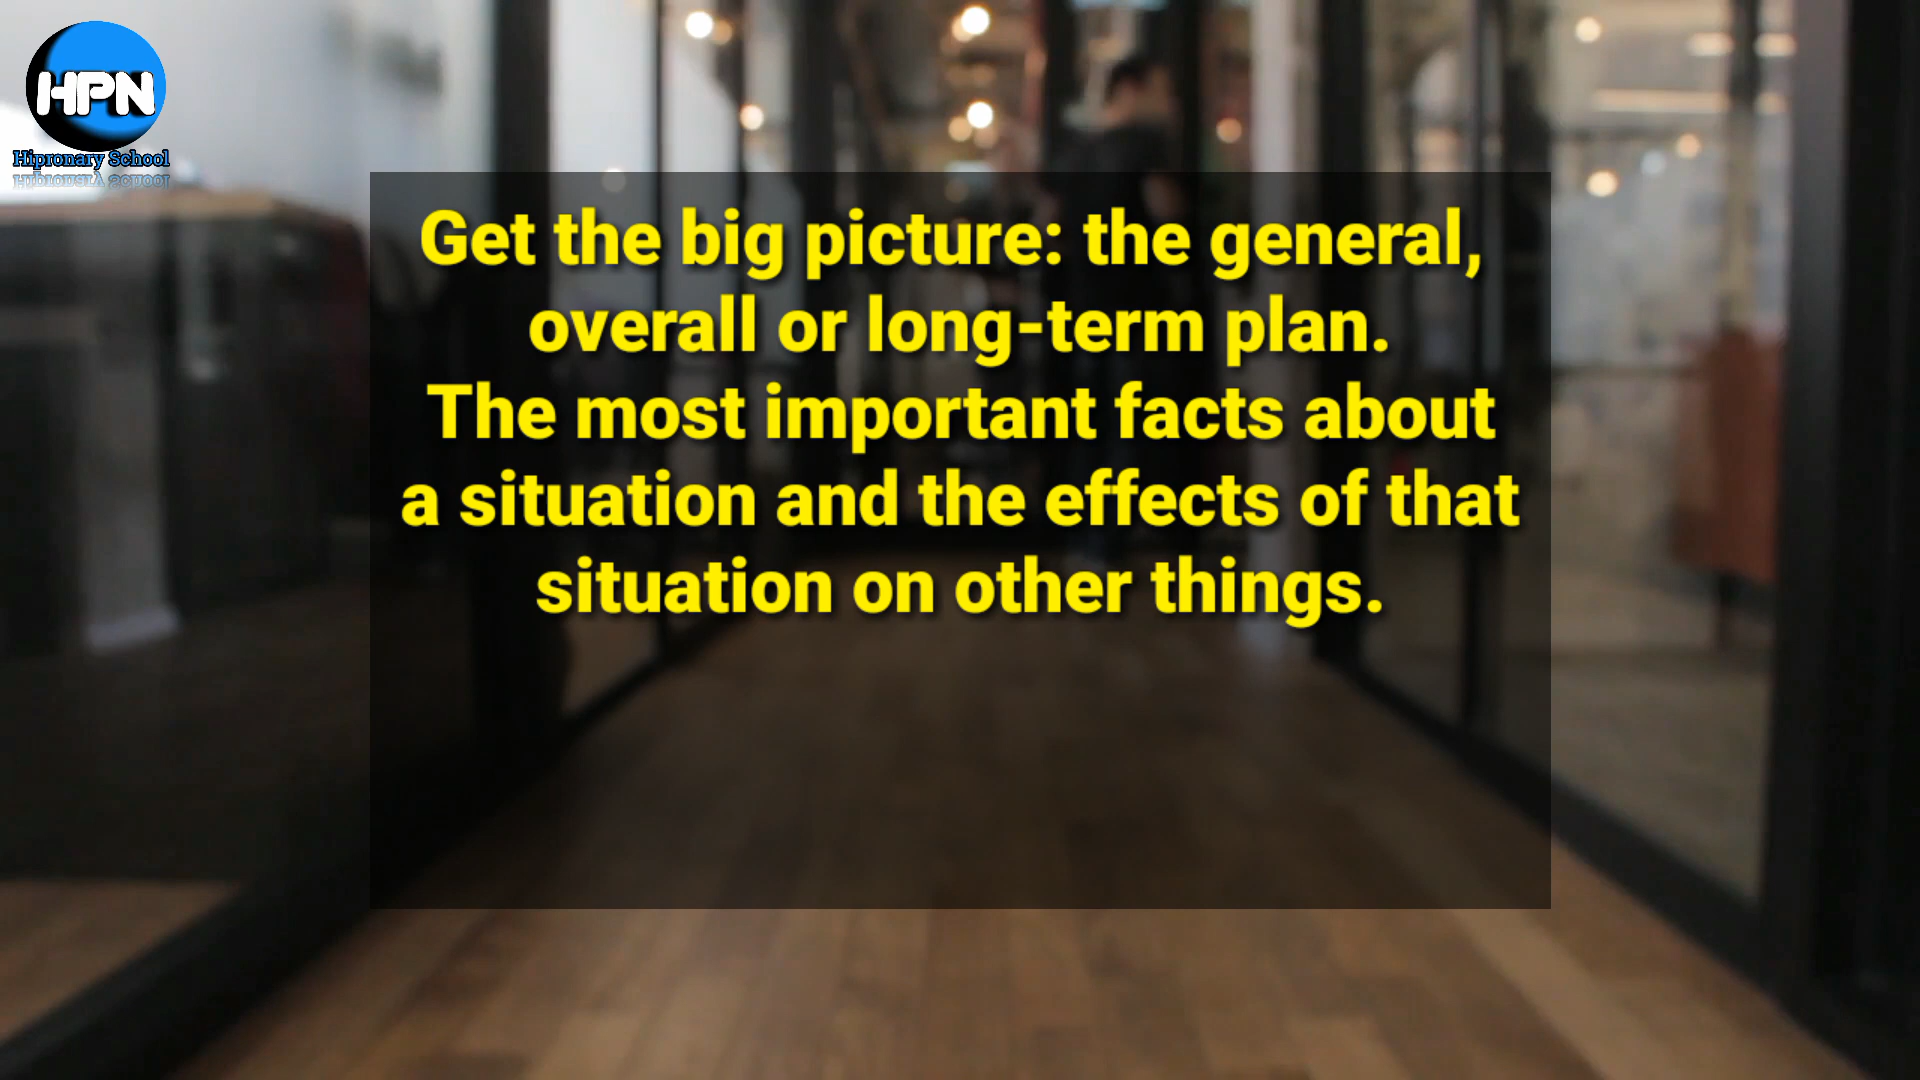 HPN
Hipronary School
Get the big picture: the general,
overall or long-term plan.
The most important facts about
a situation and the effects of that
situation on other things.